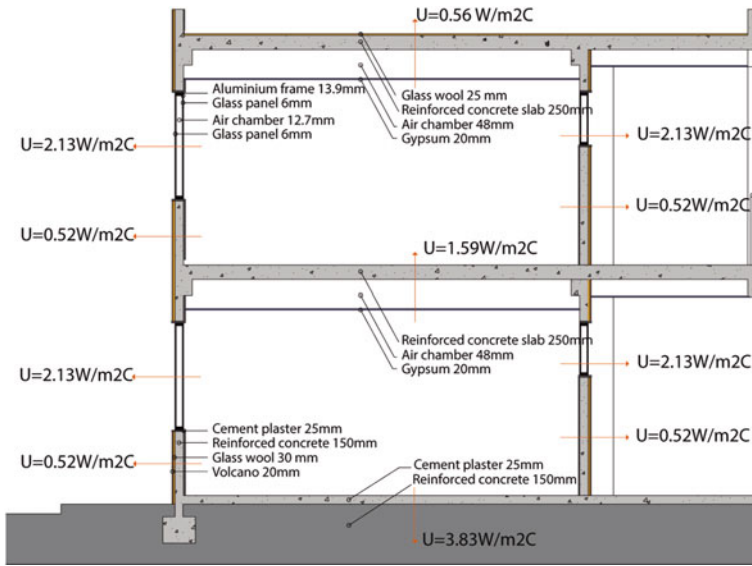 U=0.56 W/m2C
Aluminium frame 13.9mm
Glass panel 6mm
Air chamber 12.7mm
Glass panel 6mm
Glass wool 25 mm
Reinforced concrete slab 250mm
Air chamber 48mm
Gypsum 20mm
U=2.13W/m2C
U=2.13W/m2C
U=0.52W/m2C
U=0.52W/m2C
U=1.59W/m2C
Reinforced concrete slab 250mm
Air chamber 48mm
Gypsum 20mm
U=2.13W/m2C
U=2.13W/m2C
Cement plaster 25mm
Reinforced concrete 150mm
Glass wool 30 mm
Volcano 20mm
U=0.52W/m2C
U=0.52W/m2C
Cement plaster 25mm
Reinforced concrete 150mm
U=3.83W/m2C